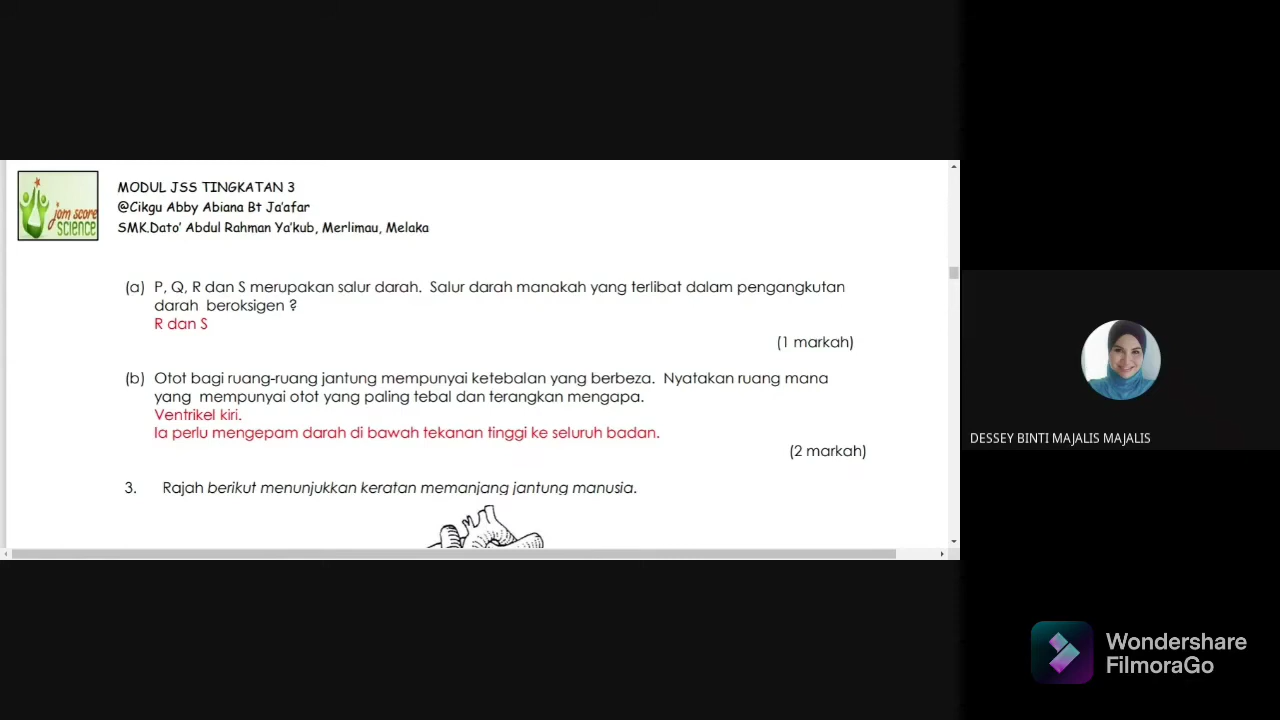 jom score
SCIENCE
MODUL JSS TINGKATAN 3
@Cikgu Abby Abiana Bt Ja'afar
SMK.Dato' Abdul Rahman Ya'kub, Merlimau, Melaka
(a) P, Q, R dan S merupakan salur darah. Salur darah manakah yang terlibat dalam pengangkutan
darah beroksigen ?
R dan S
(1 markah)
(b) Otot bagi ruang-ruang jantung mempunyai ketebalan yang berbeza. Nyatakan ruang mana
yang mempunyai otot yang paling tebal dan terangkan mengapa.
Ventrikel kiri.
Ia perlu mengepam darah di bawah tekanan tinggi ke seluruh badan.
(2 markah)
3. Rajah berikut menunjukkan keratan memanjang jantung manusia.
DESSEY BINTI MAJALIS MAJALIS
Wondershare
FilmoraGo